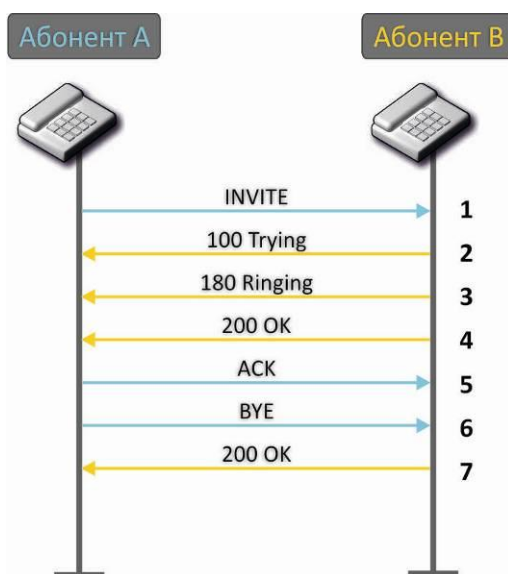 Абонент A
Абонент B
INVITE
1
100 Trying
2
180 Ringing
3
200 OK
4
ACK
5
BYE
6
200 OK
7